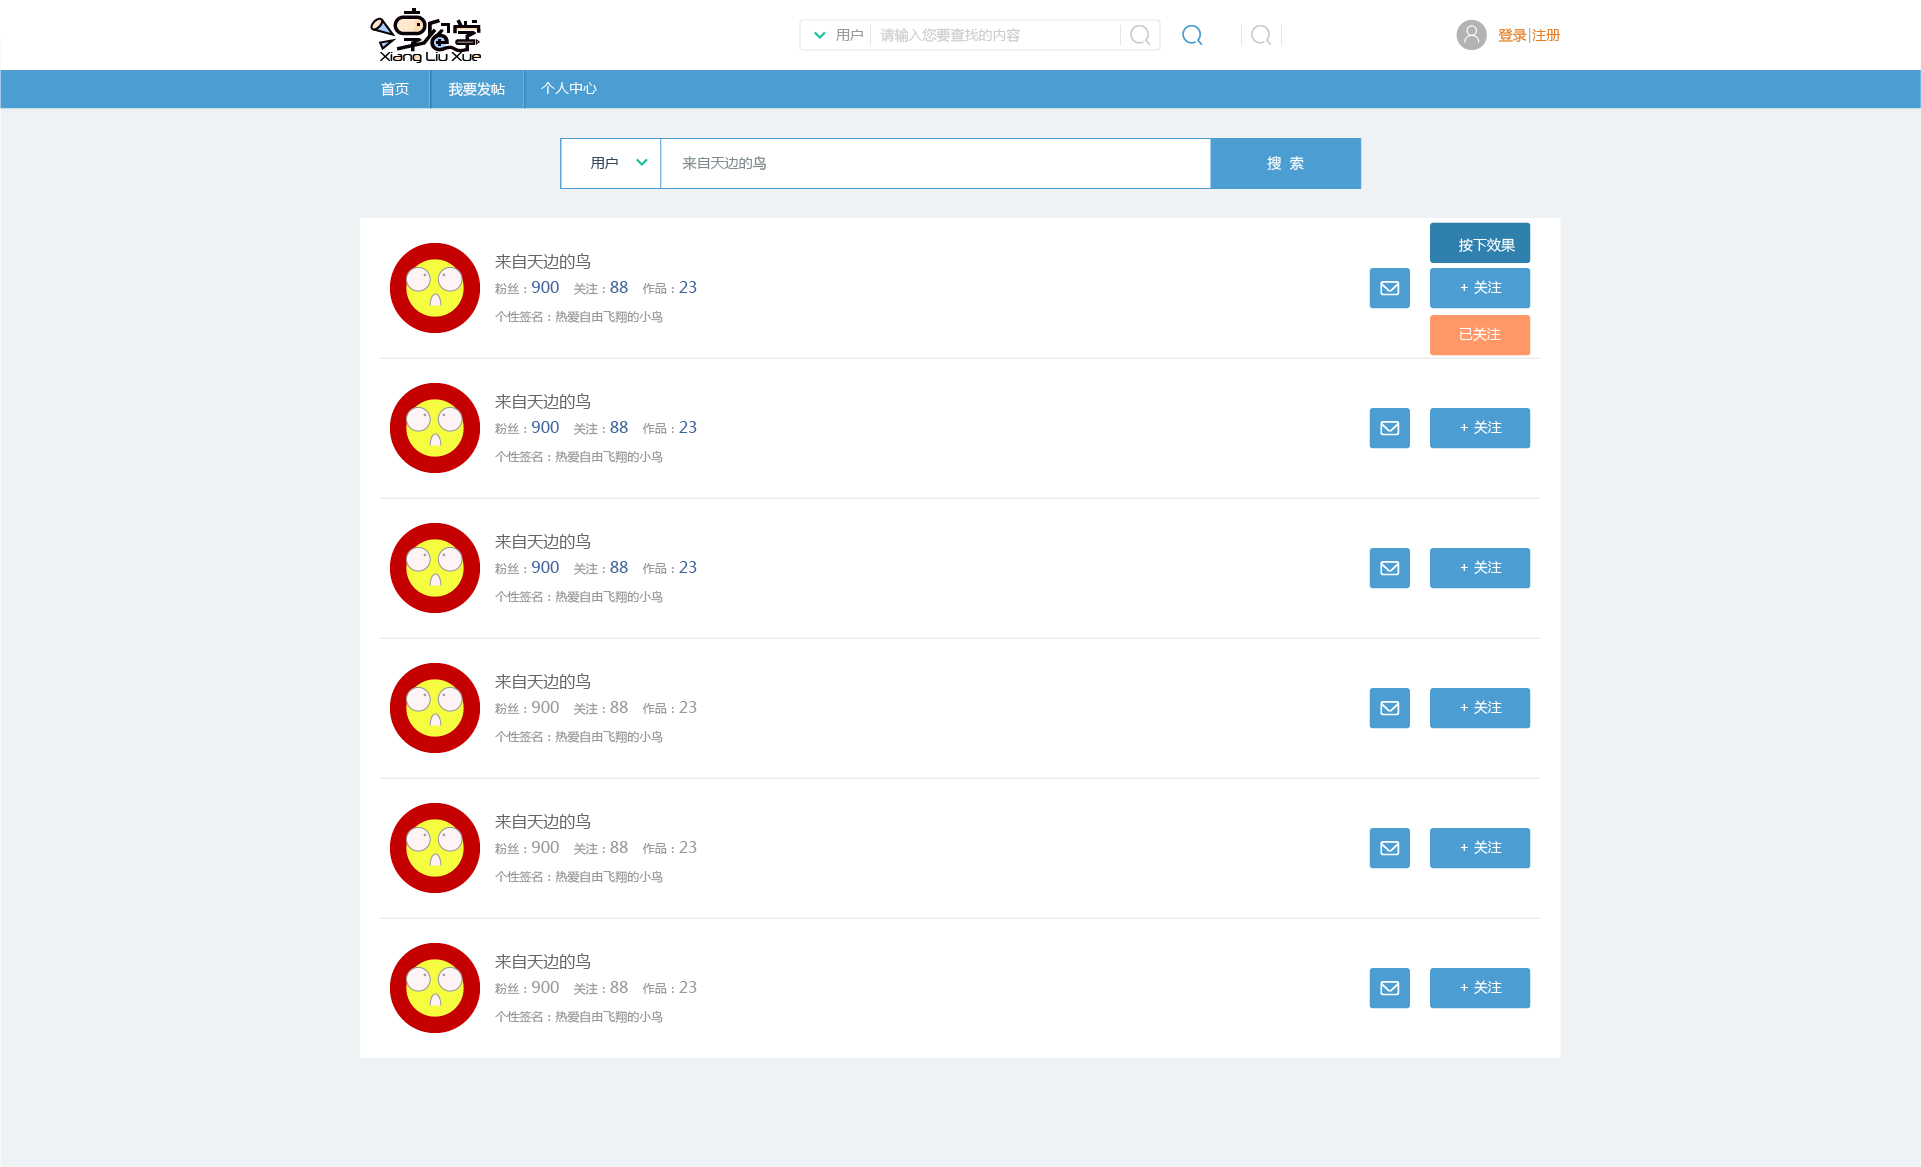 享留学
Xiang Liu Xue
用户 请输入您要查找的内容
登录|注册
首页 我要发帖 个人中心
用户 来自天边的鸟 搜 索
按下效果
来自天边的鸟
粉丝：900 关注：88 作品：23
+ 关注
个性签名：热爱自由飞翔的小鸟
已关注
来自天边的鸟
粉丝：900 关注：88 作品：23
+ 关注
个性签名：热爱自由飞翔的小鸟
来自天边的鸟
粉丝：900 关注：88 作品：23
+ 关注
个性签名：热爱自由飞翔的小鸟
来自天边的鸟
粉丝：900 关注：88 作品：23
+ 关注
个性签名：热爱自由飞翔的小鸟
来自天边的鸟
粉丝：900 关注：88 作品：23
+ 关注
个性签名：热爱自由飞翔的小鸟
来自天边的鸟
粉丝：900 关注：88 作品：23
+ 关注
个性签名：热爱自由飞翔的小鸟